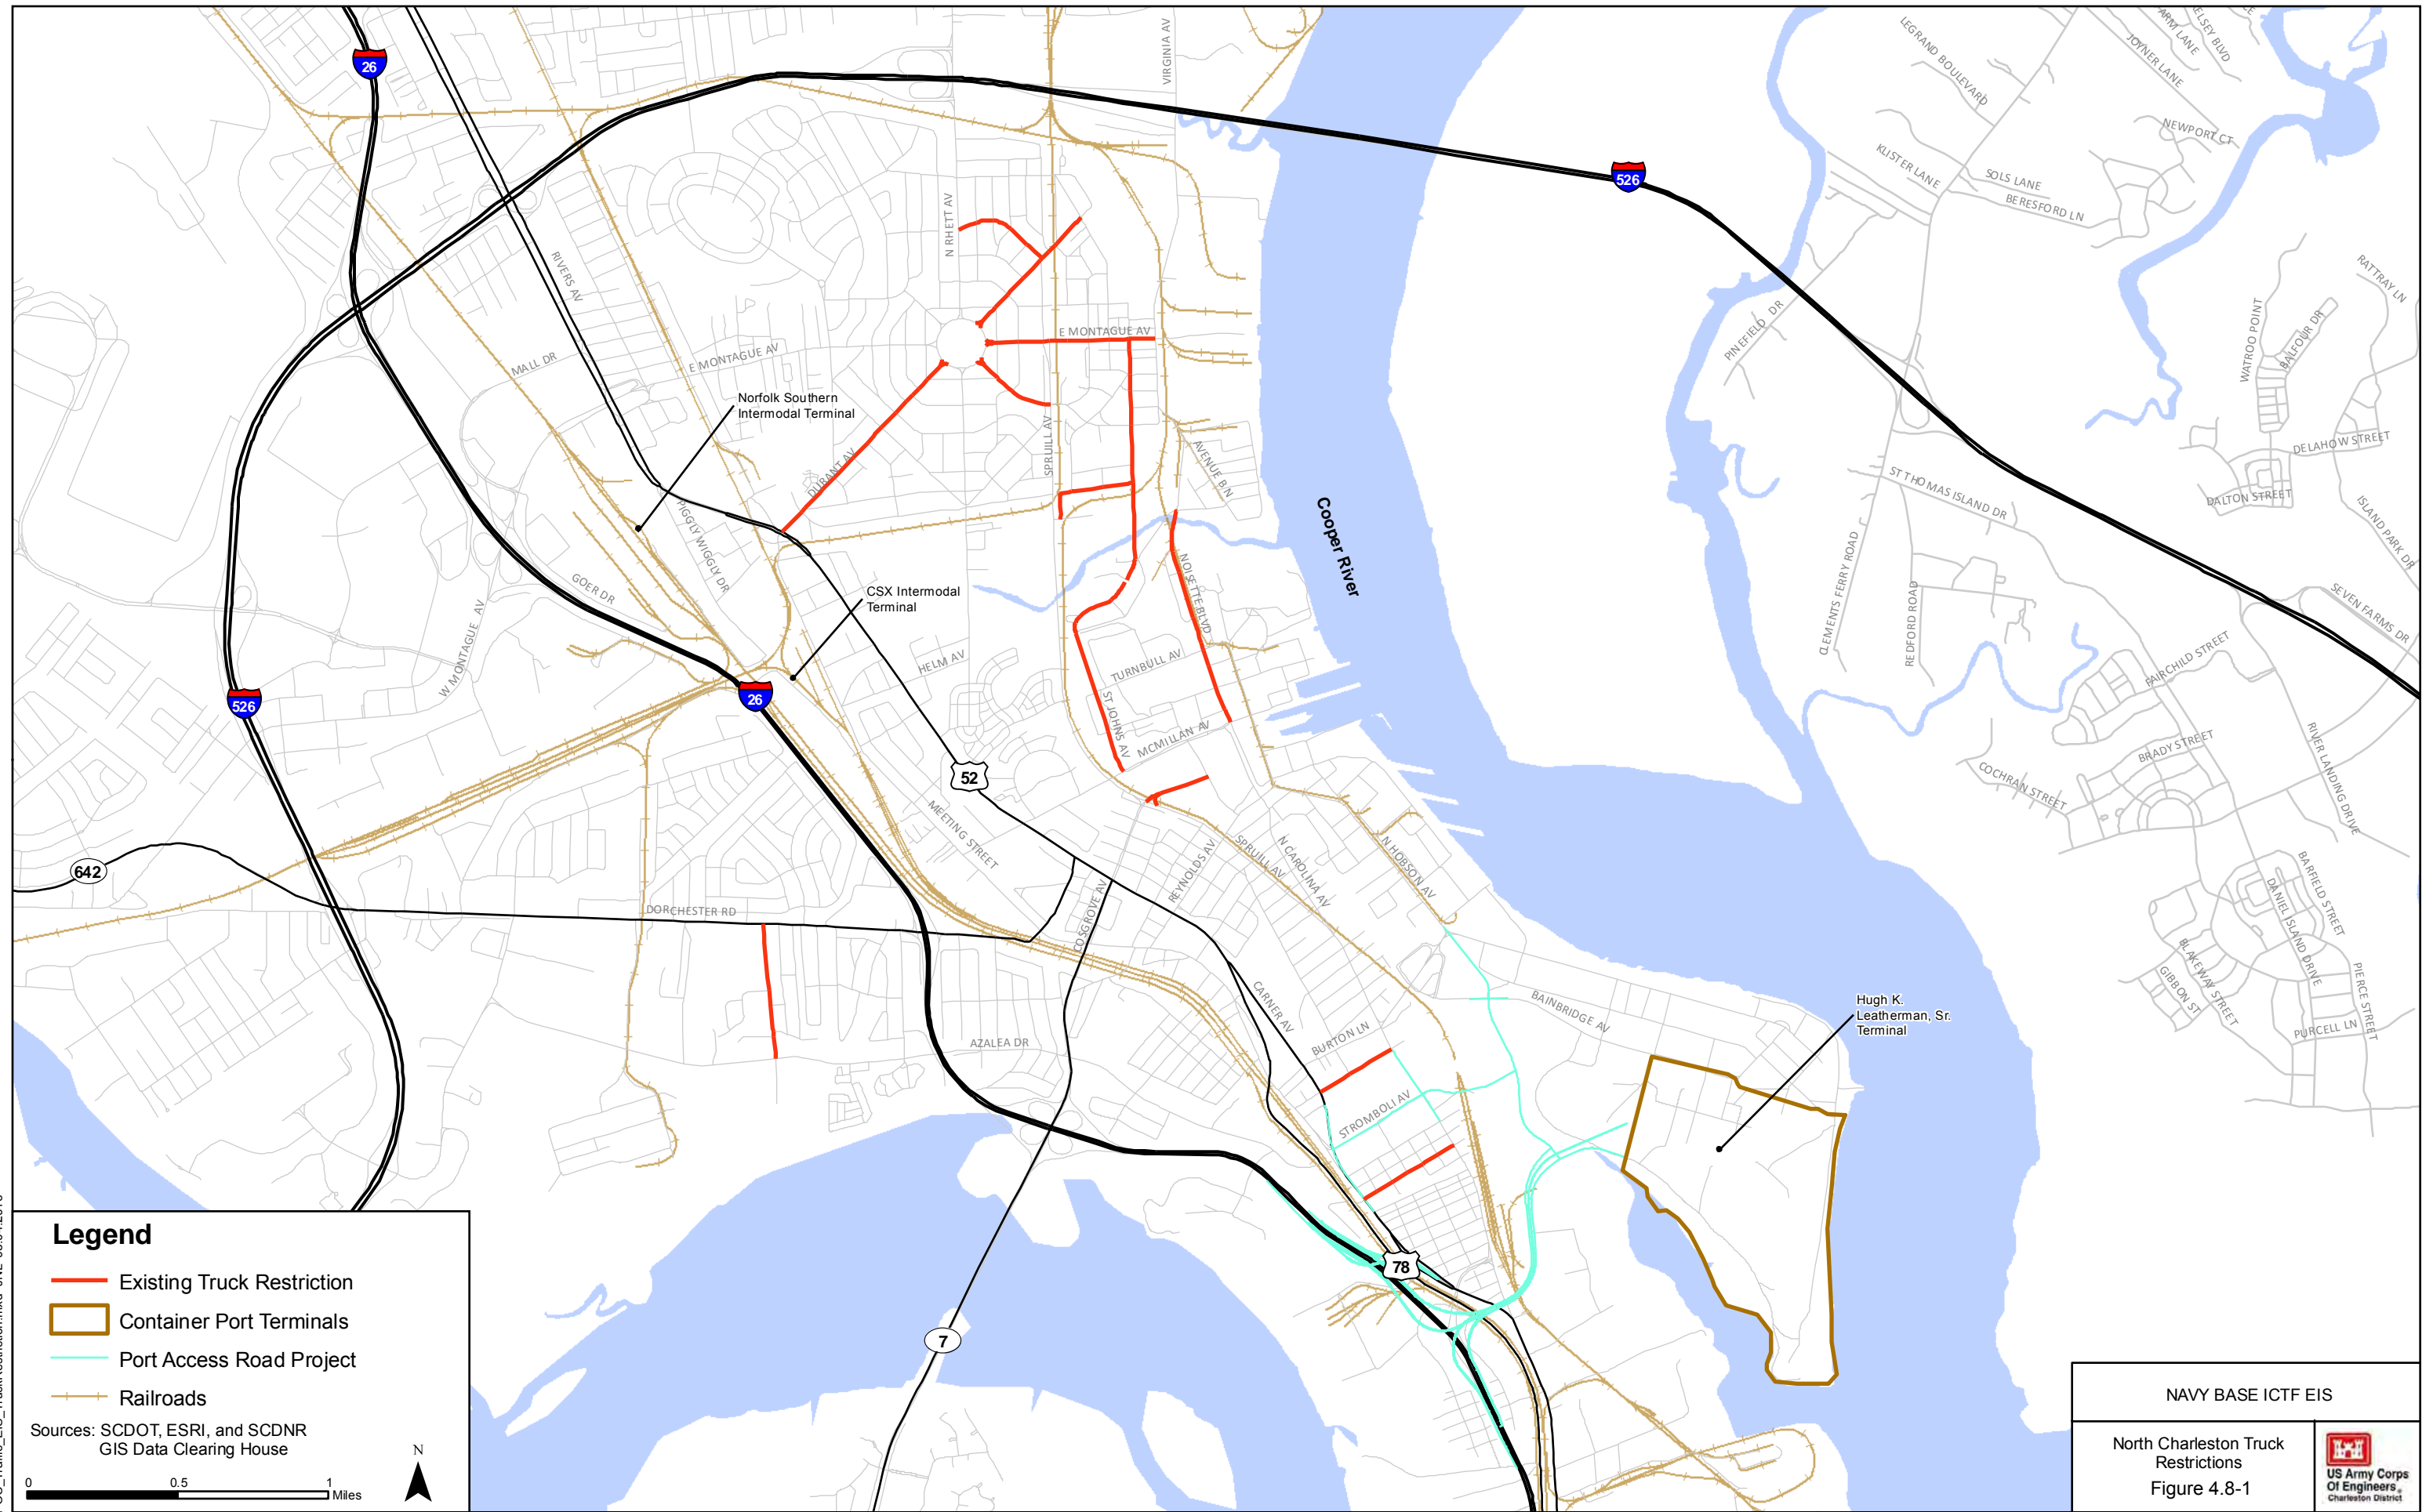 26
VIRGINIA AV
LEGRAND BOULEVARD
JOYNER LANE
NEWPORT CT
526
KLISTER LANE
SOLS LANE
BERESFORD LN
N RHETT AV
RIVERS AV
RATTRAY LN
WATROO POINT
BALFOUR DR
PINEFIELD DR
E MONTAGUE AV
E MONTAGUE AV
MALL DR
Norfolk Southern
Intermodal Terminal
SPRUILL AV
DURANT AV
AVENUE B N
DELAHOW STREET
DALTON STREET
ST THOMAS ISLAND DR
ISLAND PARK DR
PIGGLY WIGGLY DR
Cooper River
GOER DR
CSX Intermodal
Terminal
NOISETTE BLVD
CLEMENTS FERRY ROAD
REDFORD ROAD
SEVEN FARMS DR
W MONTAGUE AV
HELM AV
TURNBULL AV
FAIRCHILD STREET
526
26
ST JOHNS AV
MCMILLAN AV
BRADY STREET
RIVER LANDING DRIVE
52
COCHRAN STREET
MEETING STREET
642
REYNOLDS AV
SPRUILL AV
N CAROLINA AV
N HOBSON AV
DORCHESTER RD
COSGROVE AV
BARFIELD STREET
DANIEL ISLAND DRIVE
BLAKEWAY STREET
GIBBON ST
PIERCE STREET
PURCELL LN
CARNER AV
BAINBRIDGE AV
Hugh K.
Leatherman, Sr.
Terminal
AZALEA DR
BURTON LN
STROMBOLI AV
78
7
Legend
Existing Truck Restriction
Container Port Terminals
Port Access Road Project
Railroads
Sources: SCDOT, ESRI, and SCDNR
GIS Data Clearing House
N
0 0.5 1
Miles
NAVY BASE ICTF EIS
North Charleston Truck
Restrictions
Figure 4.8-1
US Army Corps
Of Engineers
Charleston District